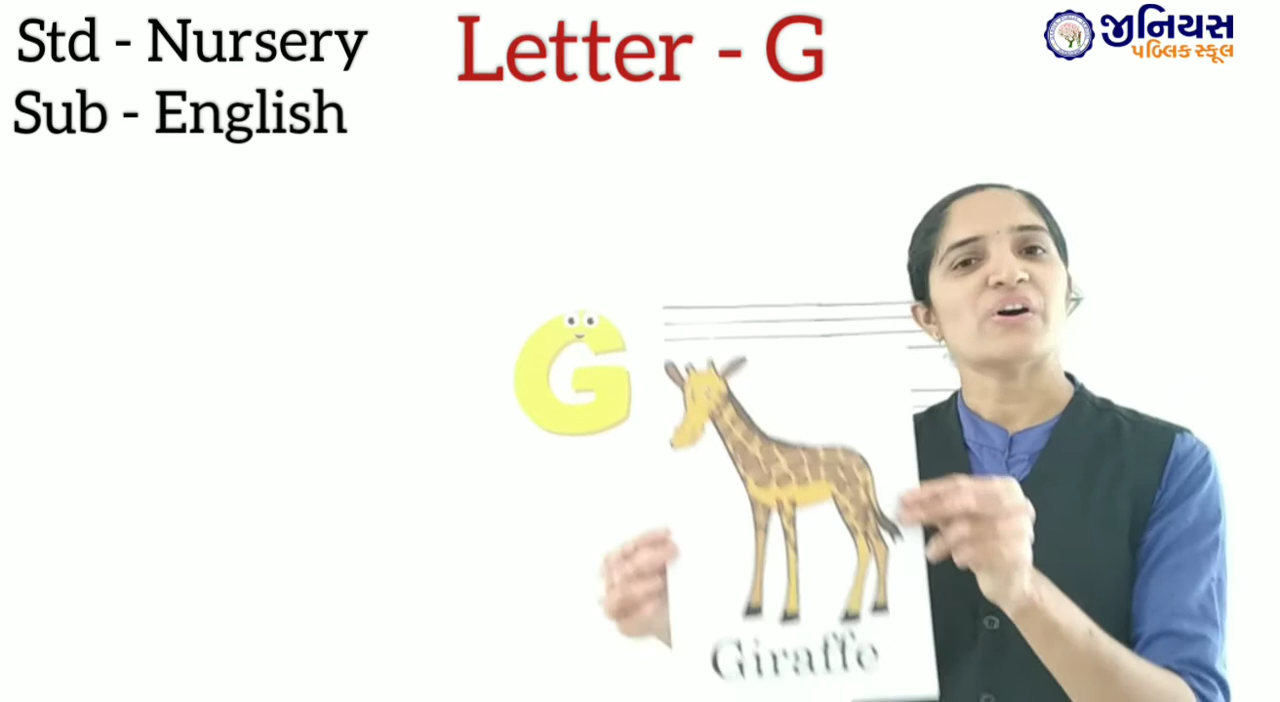 Std - Nursery
Sub - English
Letter - G
જીનિયસ
પબ્લિક સ્કૂલ
G
Giraffe